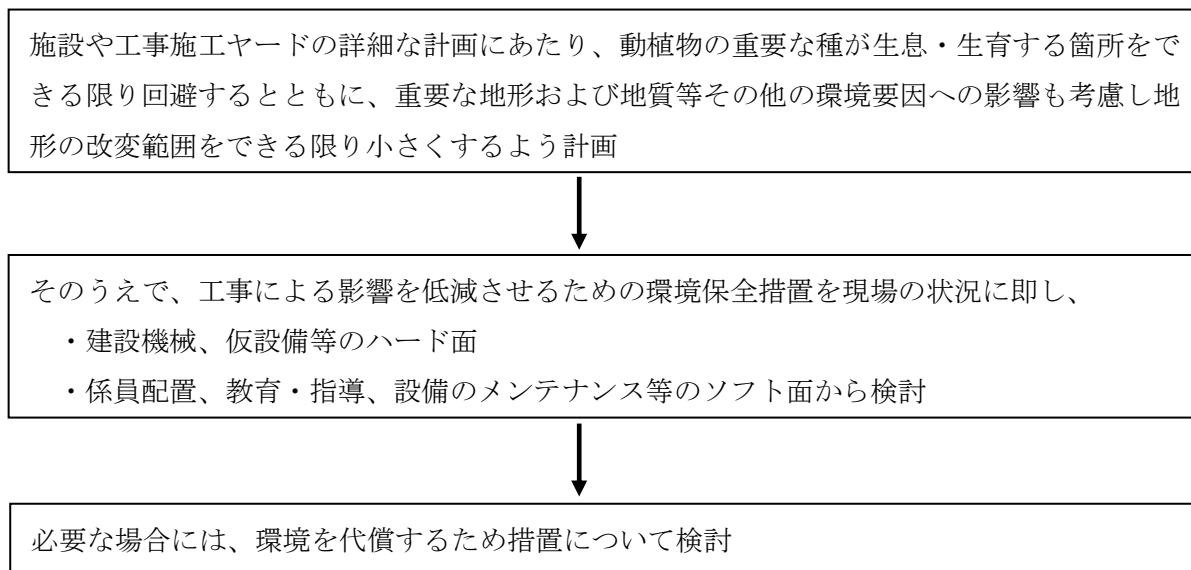 施設や工事施工ヤードの詳細な計画にあたり、動植物の重要な種が生息・生育する箇所をで
きる限り回避するとともに、重要な地形および地質等その他の環境要因への影響も考慮し地
形の改変範囲をできる限り小さくするよう計画
そのうえで、工事による影響を低減させるための環境保全措置を現場の状況に即し、
・建設機械、仮設備等のハード面
・係員配置、教育・指導、設備のメンテナンス等のソフト面から検討
必要な場合には、環境を代償するため措置について検討